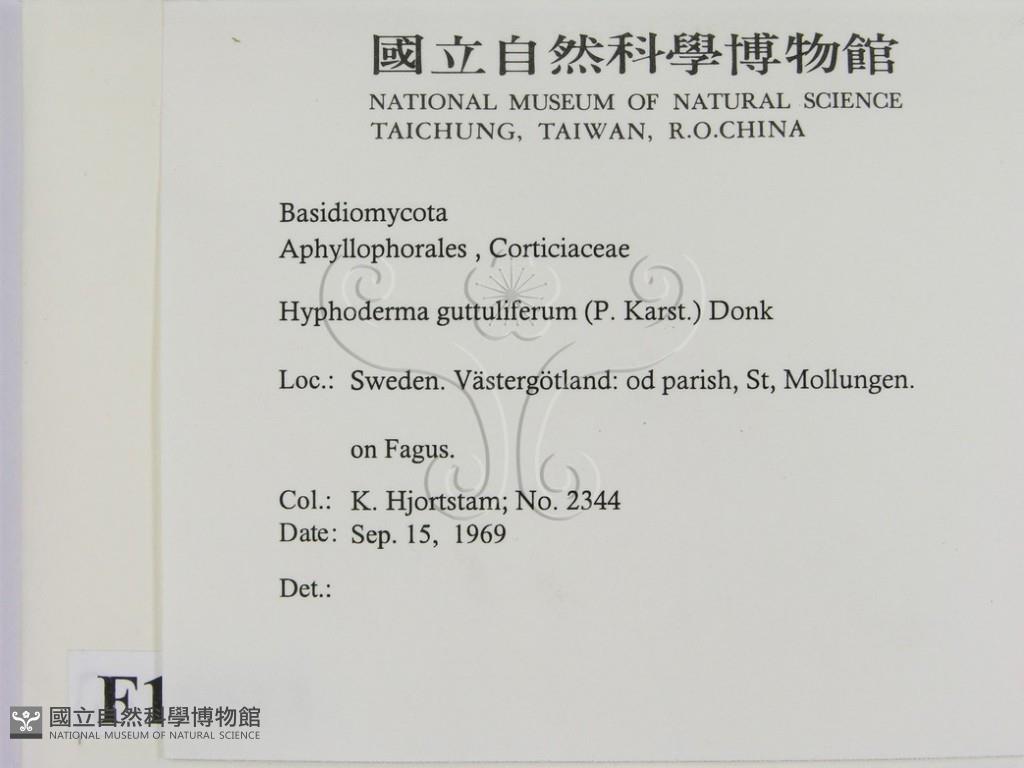 國立自然科學博物館
NATIONAL MUSEUM OF NATURAL SCIENCE
TAICHUNG, TAIWAN, R.O.CHINA
Basidiomycota
Aphyllophorales , Corticiaceae
Hyphoderma guttuliferum (P. Karst.) Donk
Loc.: Sweden. Västergötland: od parish, St, Mollungen.
on Fagus.
Col.: K. Hjortstam; No. 2344
Date: Sep. 15, 1969
Det.:
F1
國立自然科學博物館
NATIONAL MUSEUM OF NATURAL SCIENCE